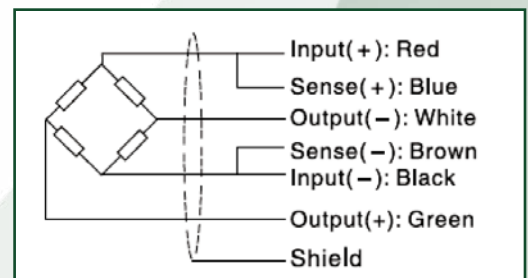 Input(+): Red
Sense(+): Blue
Output(−): White
Sense(−): Brown
Input(−): Black
Output(+): Green
Shield